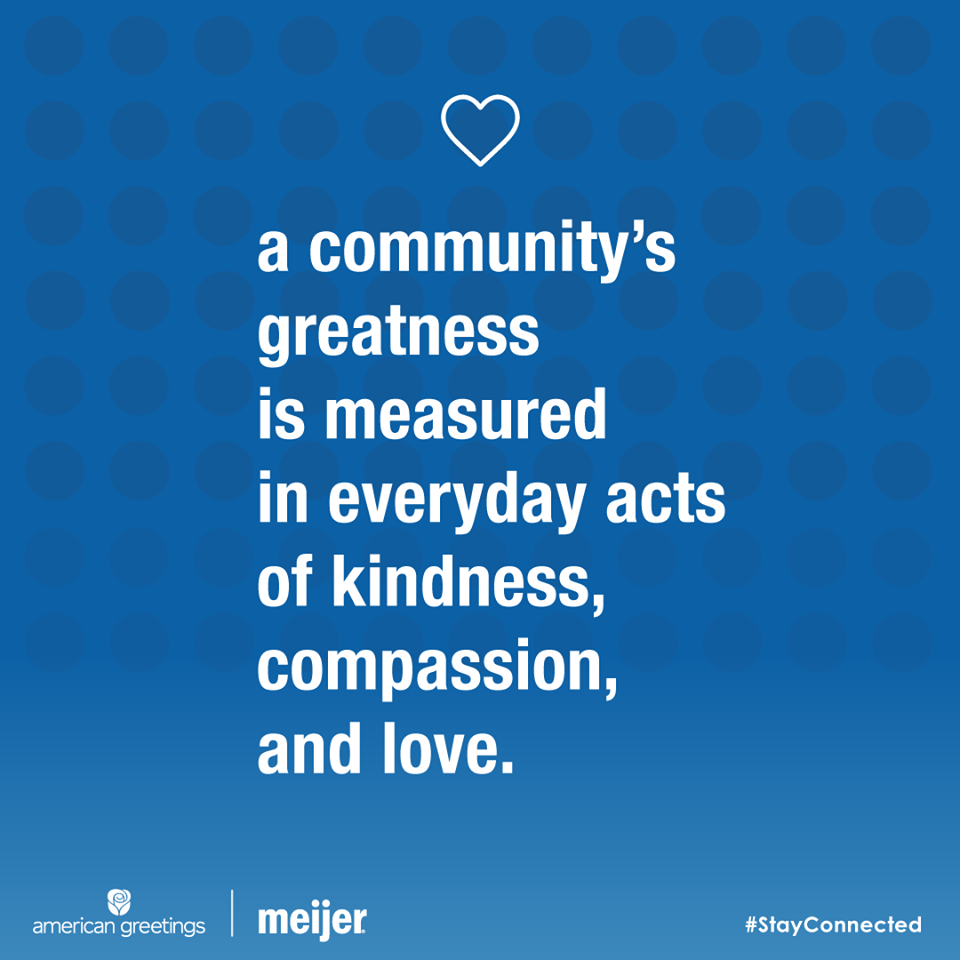 a community’s
greatness
is measured
in everyday acts
of kindness,
compassion,
and love.
american greetings
meijer
#StayConnected